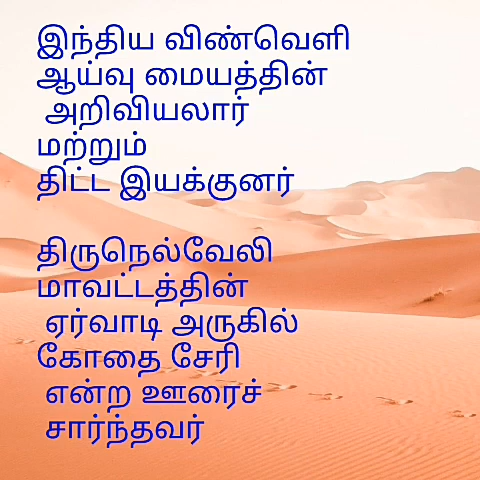 இந்திய விண்வெளி
ஆய்வு மையத்தின்
அறிவியலார்
மற்றும்
திட்ட இயக்குனர்
திருநெல்வேலி
மாவட்டத்தின்
ஏர்வாடி அருகில்
கோதை சேரி
என்ற ஊரைச்
சார்ந்தவர்